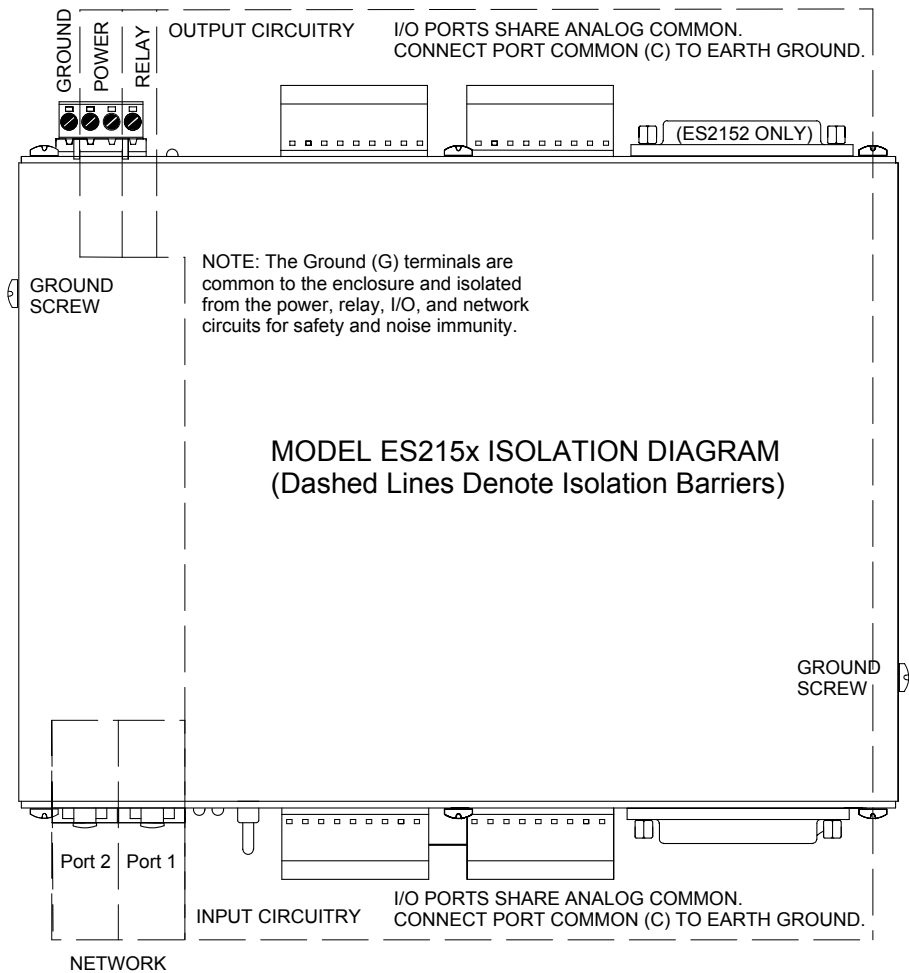 GROUND
POWER
RELAY
OUTPUT CIRCUITRY
I/O PORTS SHARE ANALOG COMMON.
CONNECT PORT COMMON (C) TO EARTH GROUND.
(ES2152 ONLY)
GROUND
SCREW
NOTE: The Ground (G) terminals are
common to the enclosure and isolated
from the power, relay, I/O, and network
circuits for safety and noise immunity.
MODEL ES215x ISOLATION DIAGRAM
(Dashed Lines Denote Isolation Barriers)
GROUND
SCREW
Port 2
Port 1
INPUT CIRCUITRY
I/O PORTS SHARE ANALOG COMMON.
CONNECT PORT COMMON (C) TO EARTH GROUND.
NETWORK